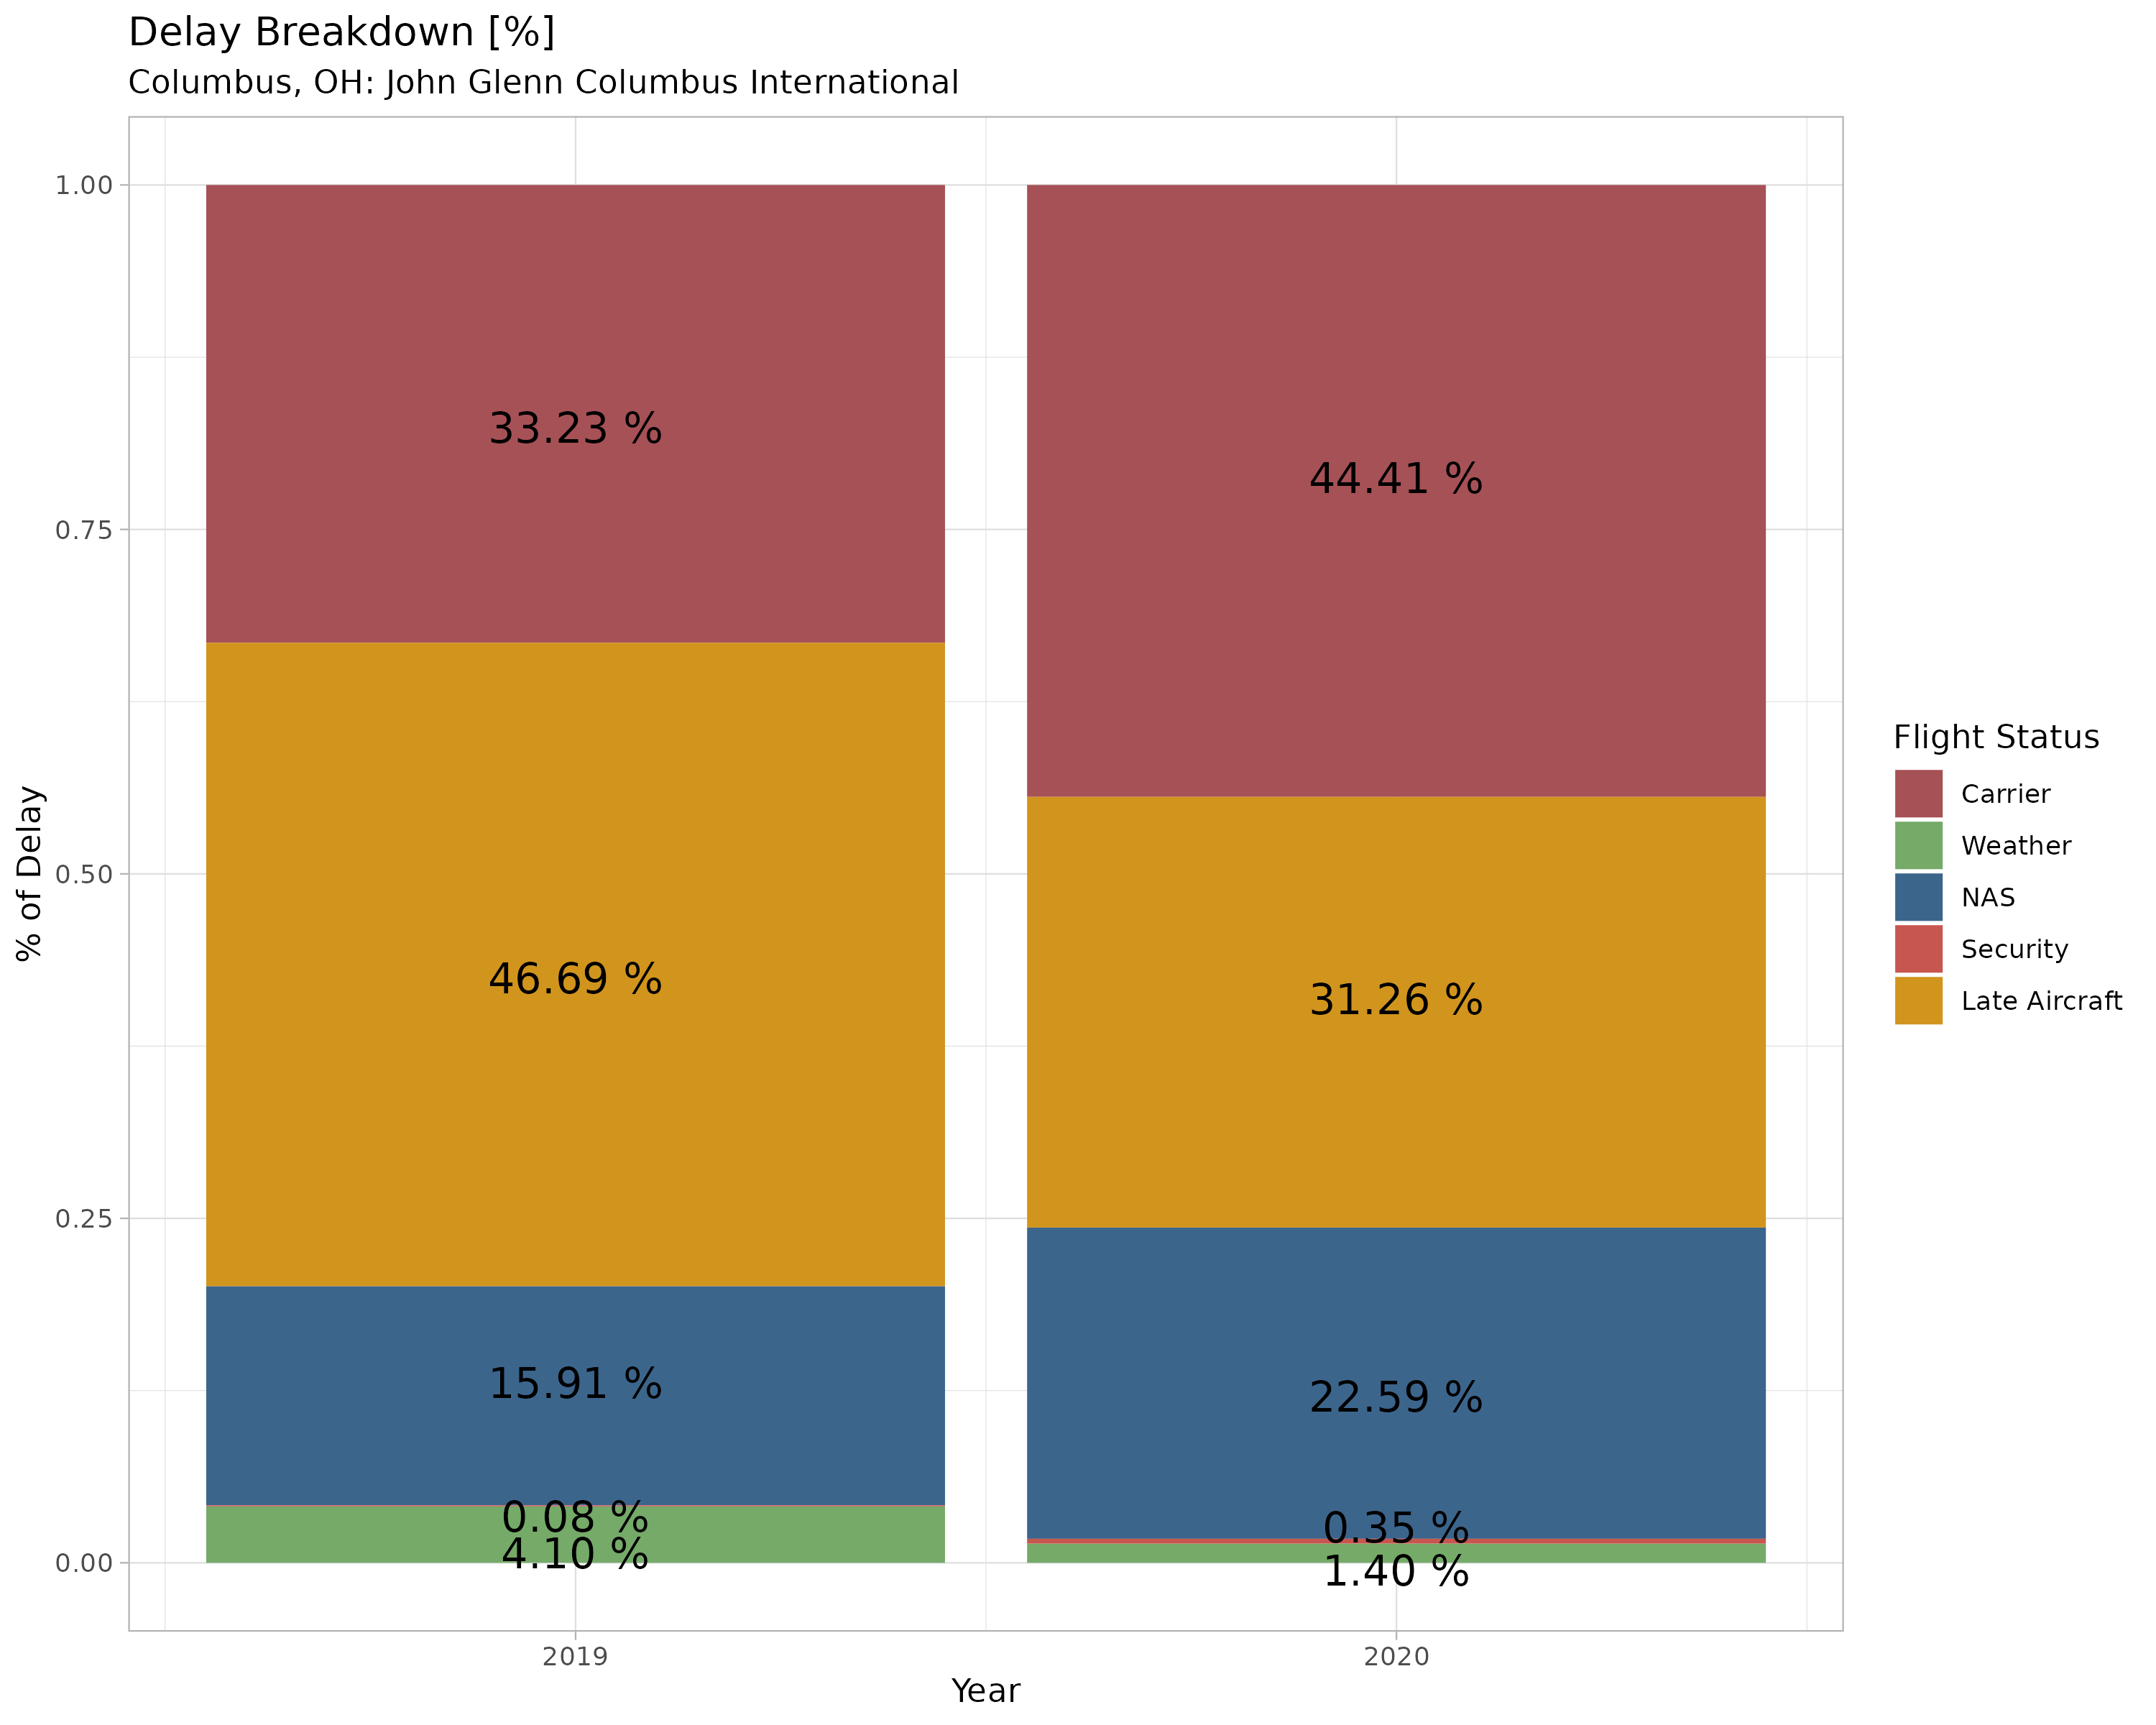 Delay Breakdown [%]
Columbus, OH: John Glenn Columbus International
% of Delay
1.00
0.75
0.50
0.25
0.00
33.23 %
46.69 %
15.91 %
0.08 %
4.10 %
44.41 %
31.26 %
22.59 %
0.35 %
1.40 %
2019
2020
Year
Flight Status
Carrier
Weather
NAS
Security
Late Aircraft